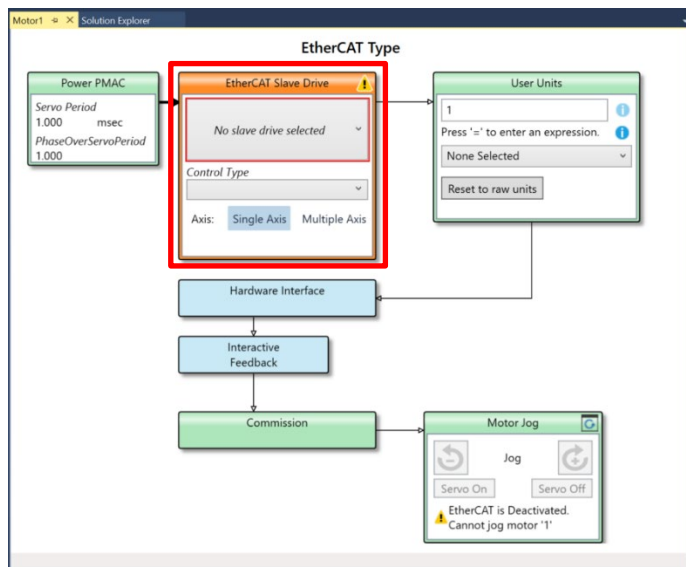 Motor1
Solution Explorer
EtherCAT Type
Power PMAC
Servo Period
1.000 msec
PhaseOverServoPeriod
1.000
EtherCAT Slave Drive
No slave drive selected
Control Type
Axis: Single Axis Multiple Axis
User Units
1
Press '=' to enter an expression.
None Selected
Reset to raw units
Hardware Interface
Interactive
Feedback
Commission
Motor Jog
Jog
Servo On Servo Off
EtherCAT is Deactivated.
Cannot jog motor '1'